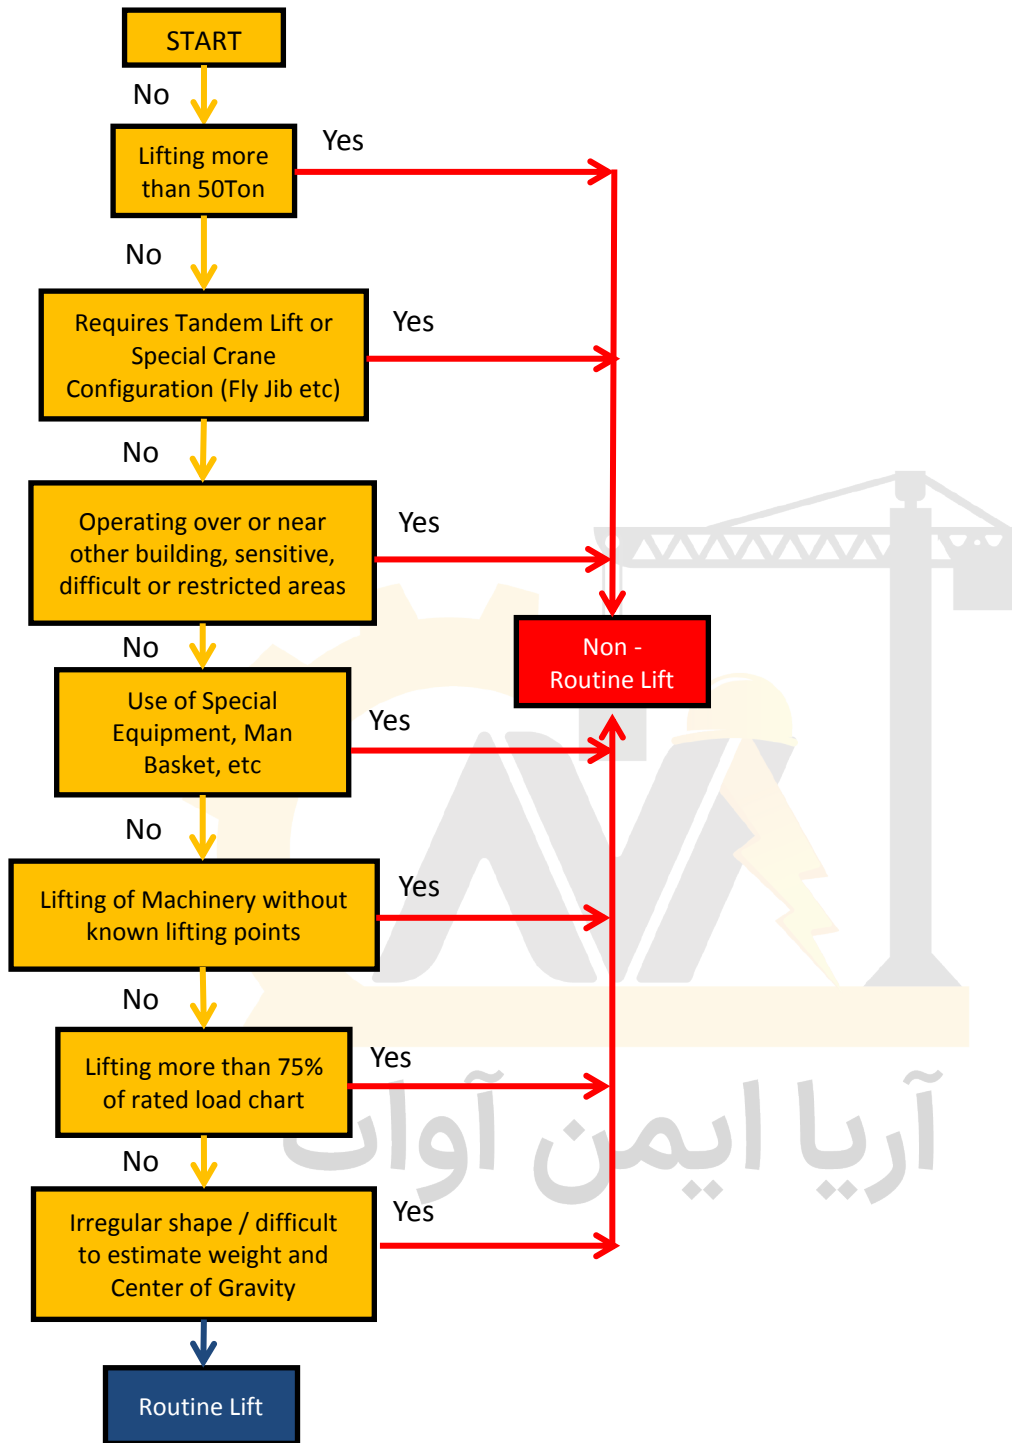 START
No
Lifting more
than 50Ton
Yes
No
Requires Tandem Lift or
Special Crane
Configuration (Fly Jib etc)
Yes
No
Operating over or near
other building, sensitive,
difficult or restricted areas
Yes
No
Non -
Routine Lift
Use of Special
Equipment, Man
Basket, etc
Yes
No
Lifting of Machinery without
known lifting points
Yes
No
Lifting more than 75%
of rated load chart
Yes
آریا ایمن آوات
No
Irregular shape / difficult
to estimate weight and
Center of Gravity
Yes
Routine Lift